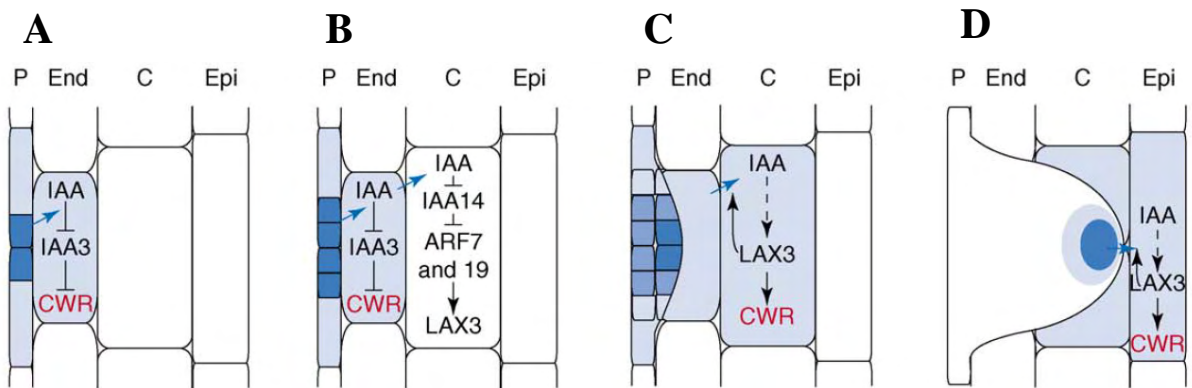 A
B
C
D
P End C Epi
P End C Epi
P End C Epi
P End C Epi
IAA
IAA3
CWR
IAA
IAA3
CWR
IAA
IAA14
ARF7
and 19
LAX3
IAA
LAX3
CWR
IAA
LAX3
CWR